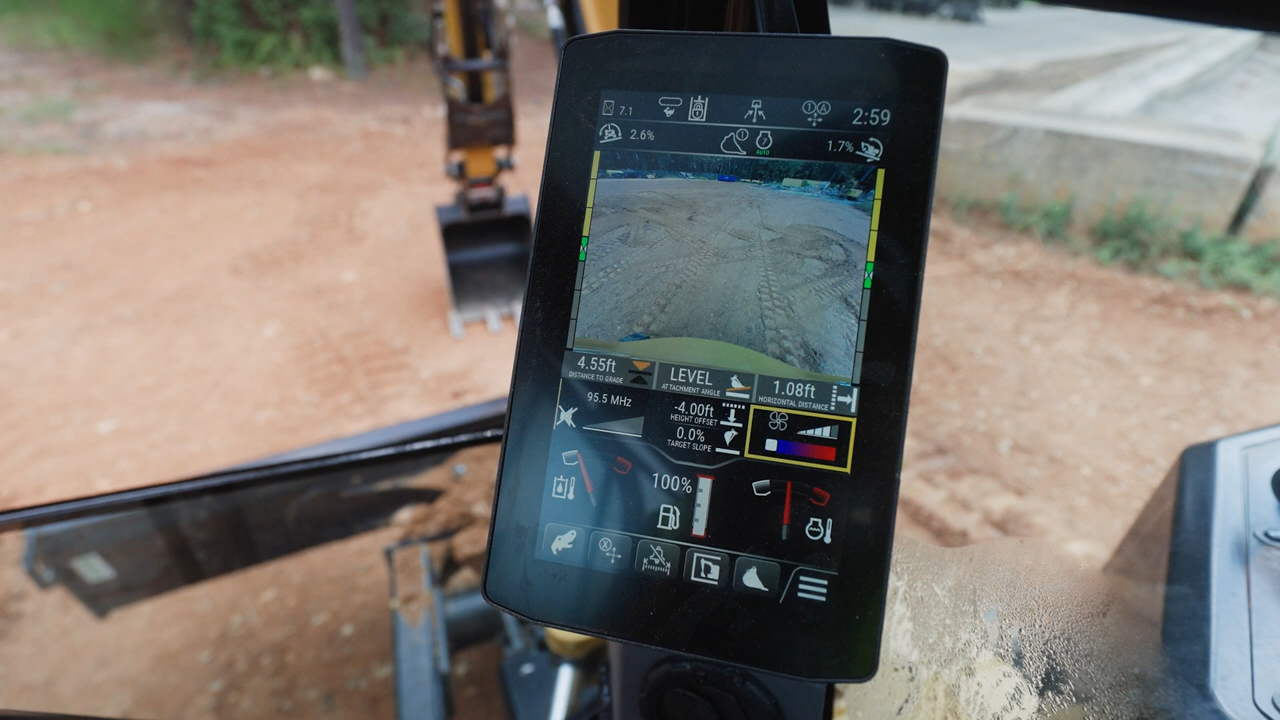 7.1
2:59
2.6%
AUTO
1.7%
4.55ft
DISTANCE TO GRADE
LEVEL
ATTACHMENT ANGLE
1.08ft
HORIZONTAL DISTANCE
95.5 MHz
-4.00ft
HEIGHT OFFSET
0.0%
TARGET SLOPE
100%